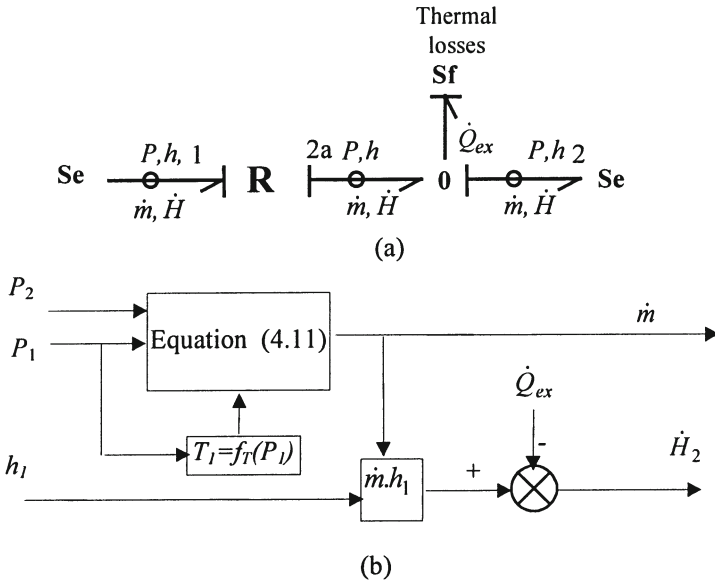 Thermal
losses
Sf
Q̇ex
Se P,h, 1 R 2a P,h 0 P,h 2 Se
ṁ, Ḣ ṁ, Ḣ ṁ, Ḣ
(a)
P2
P1
Equation (4.11)
ṁ
Q̇ex
T1=fT(P1)
h1
ṁ.h1
+
-
Ḣ2
(b)